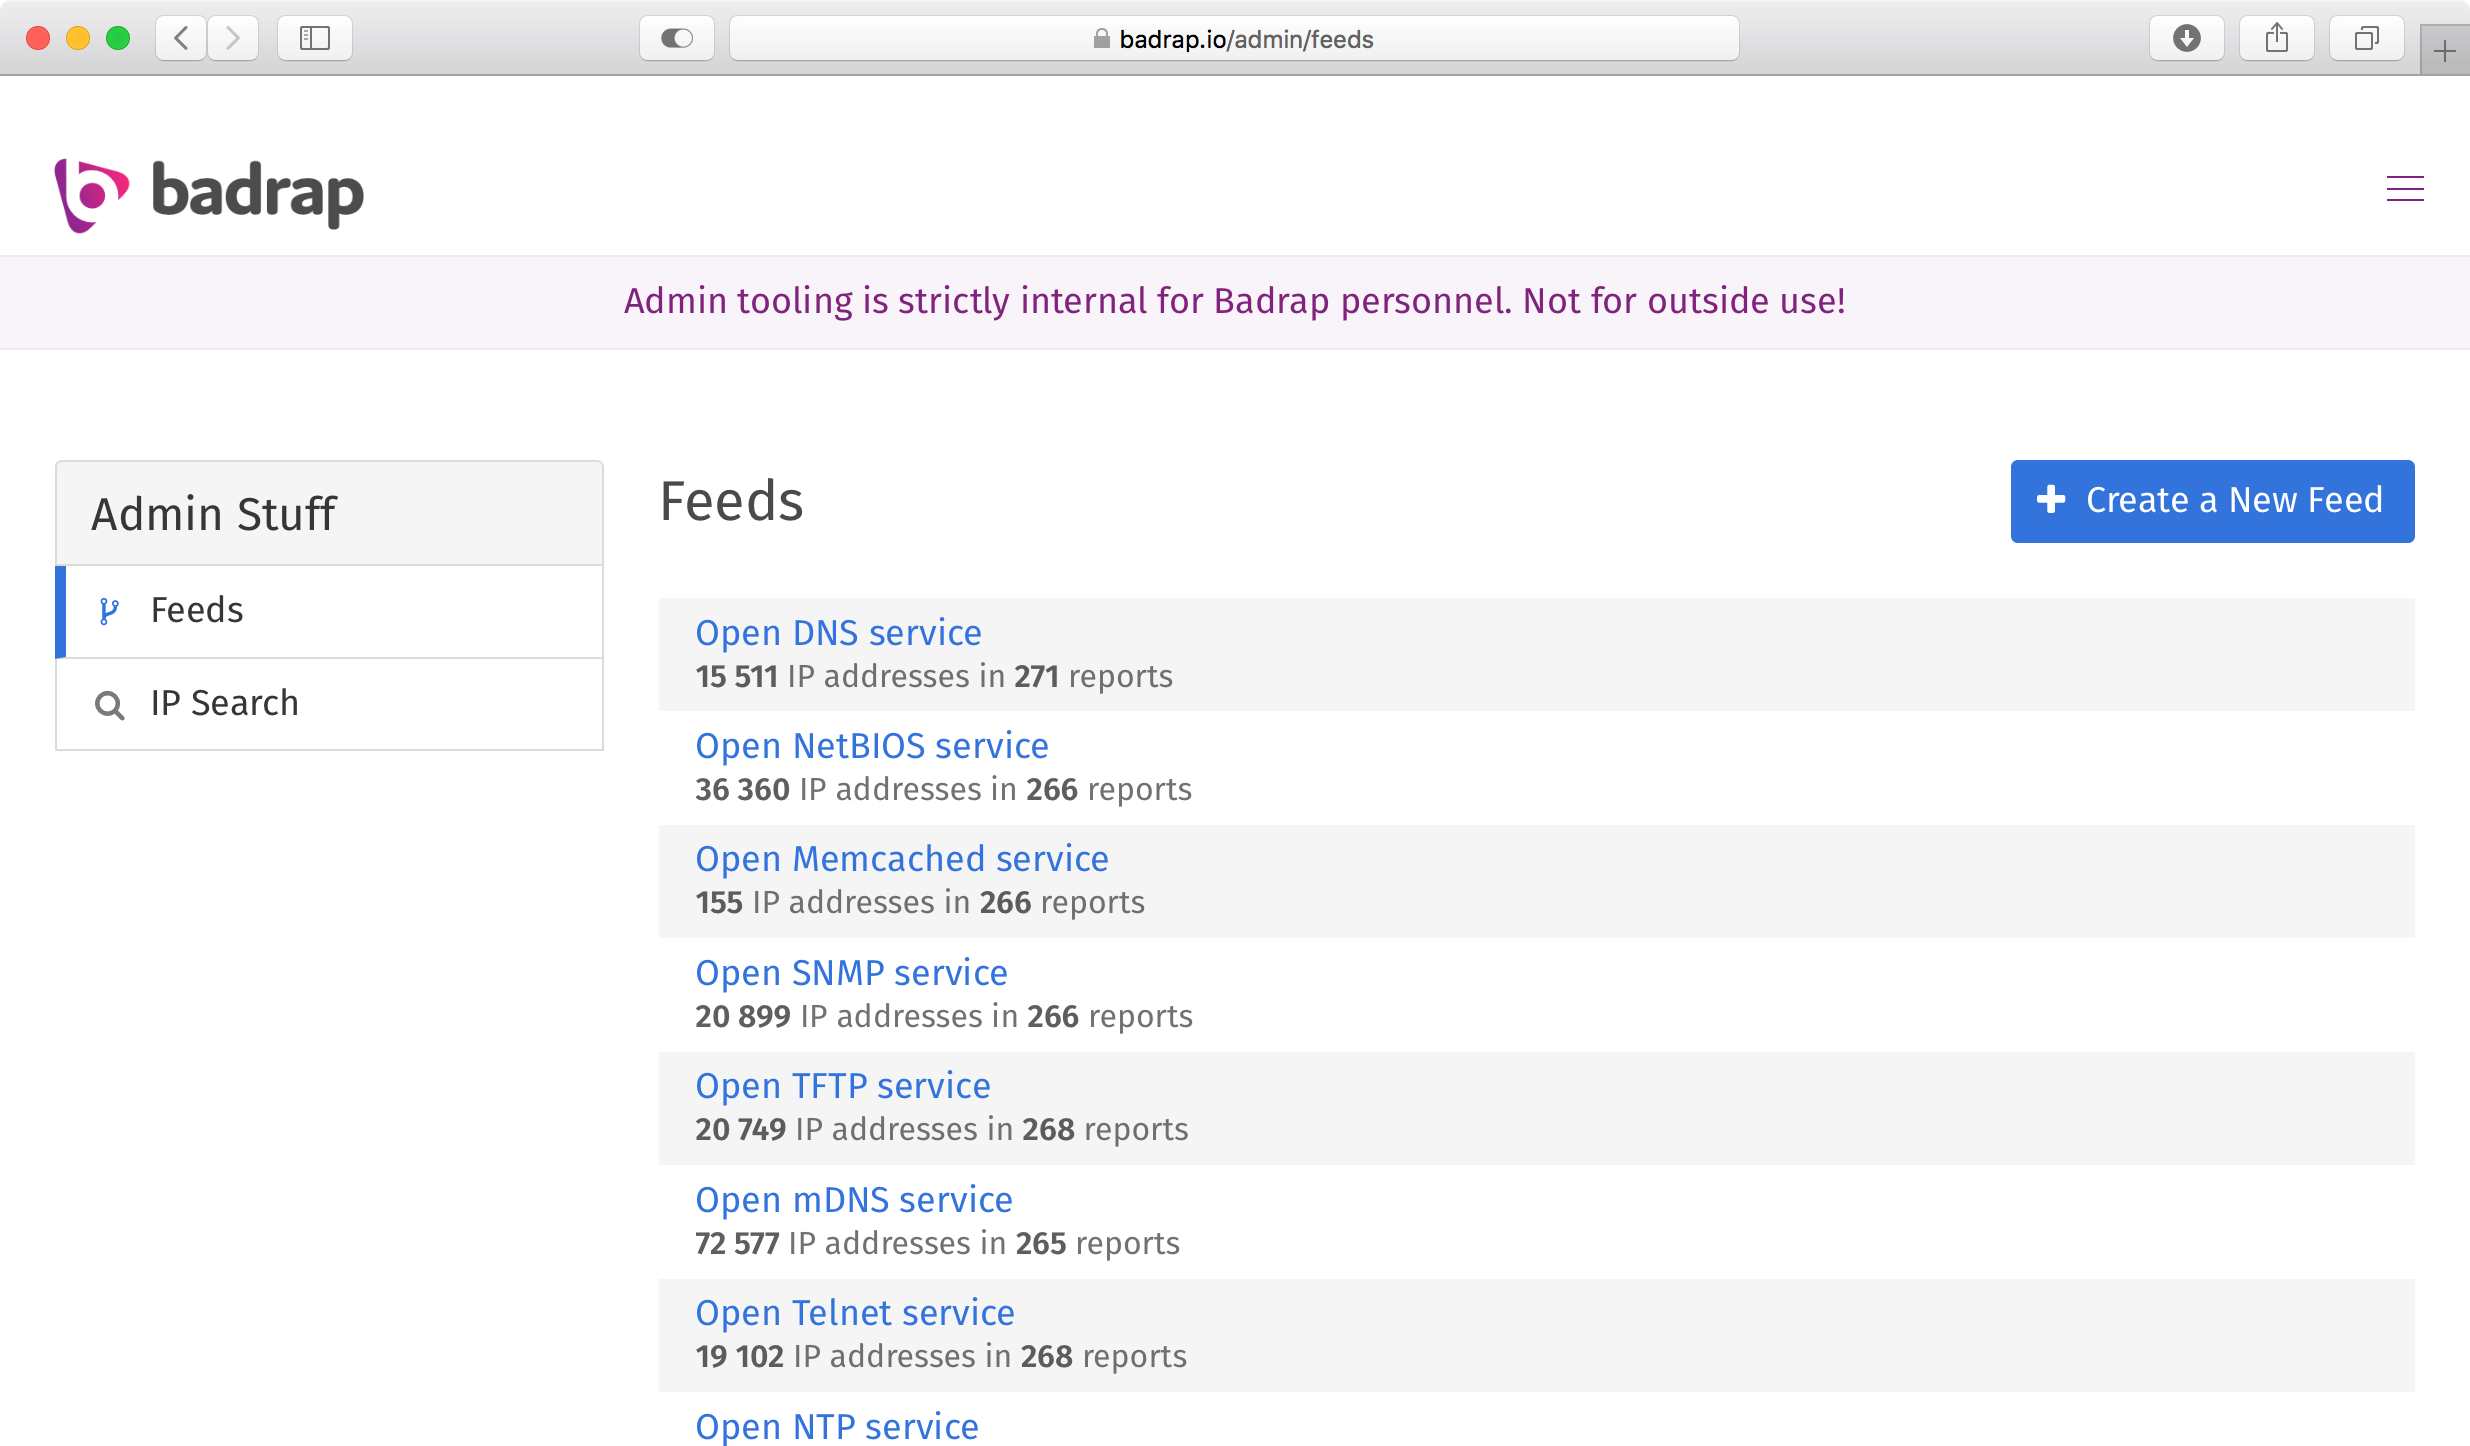 badrap.io/admin/feeds
badrap
Admin tooling is strictly internal for Badrap personnel. Not for outside use!
Admin Stuff
Feeds
IP Search
Feeds
Create a New Feed
Open DNS service
15 511 IP addresses in 271 reports
Open NetBIOS service
36 360 IP addresses in 266 reports
Open Memcached service
155 IP addresses in 266 reports
Open SNMP service
20 899 IP addresses in 266 reports
Open TFTP service
20 749 IP addresses in 268 reports
Open mDNS service
72 577 IP addresses in 265 reports
Open Telnet service
19 102 IP addresses in 268 reports
Open NTP service